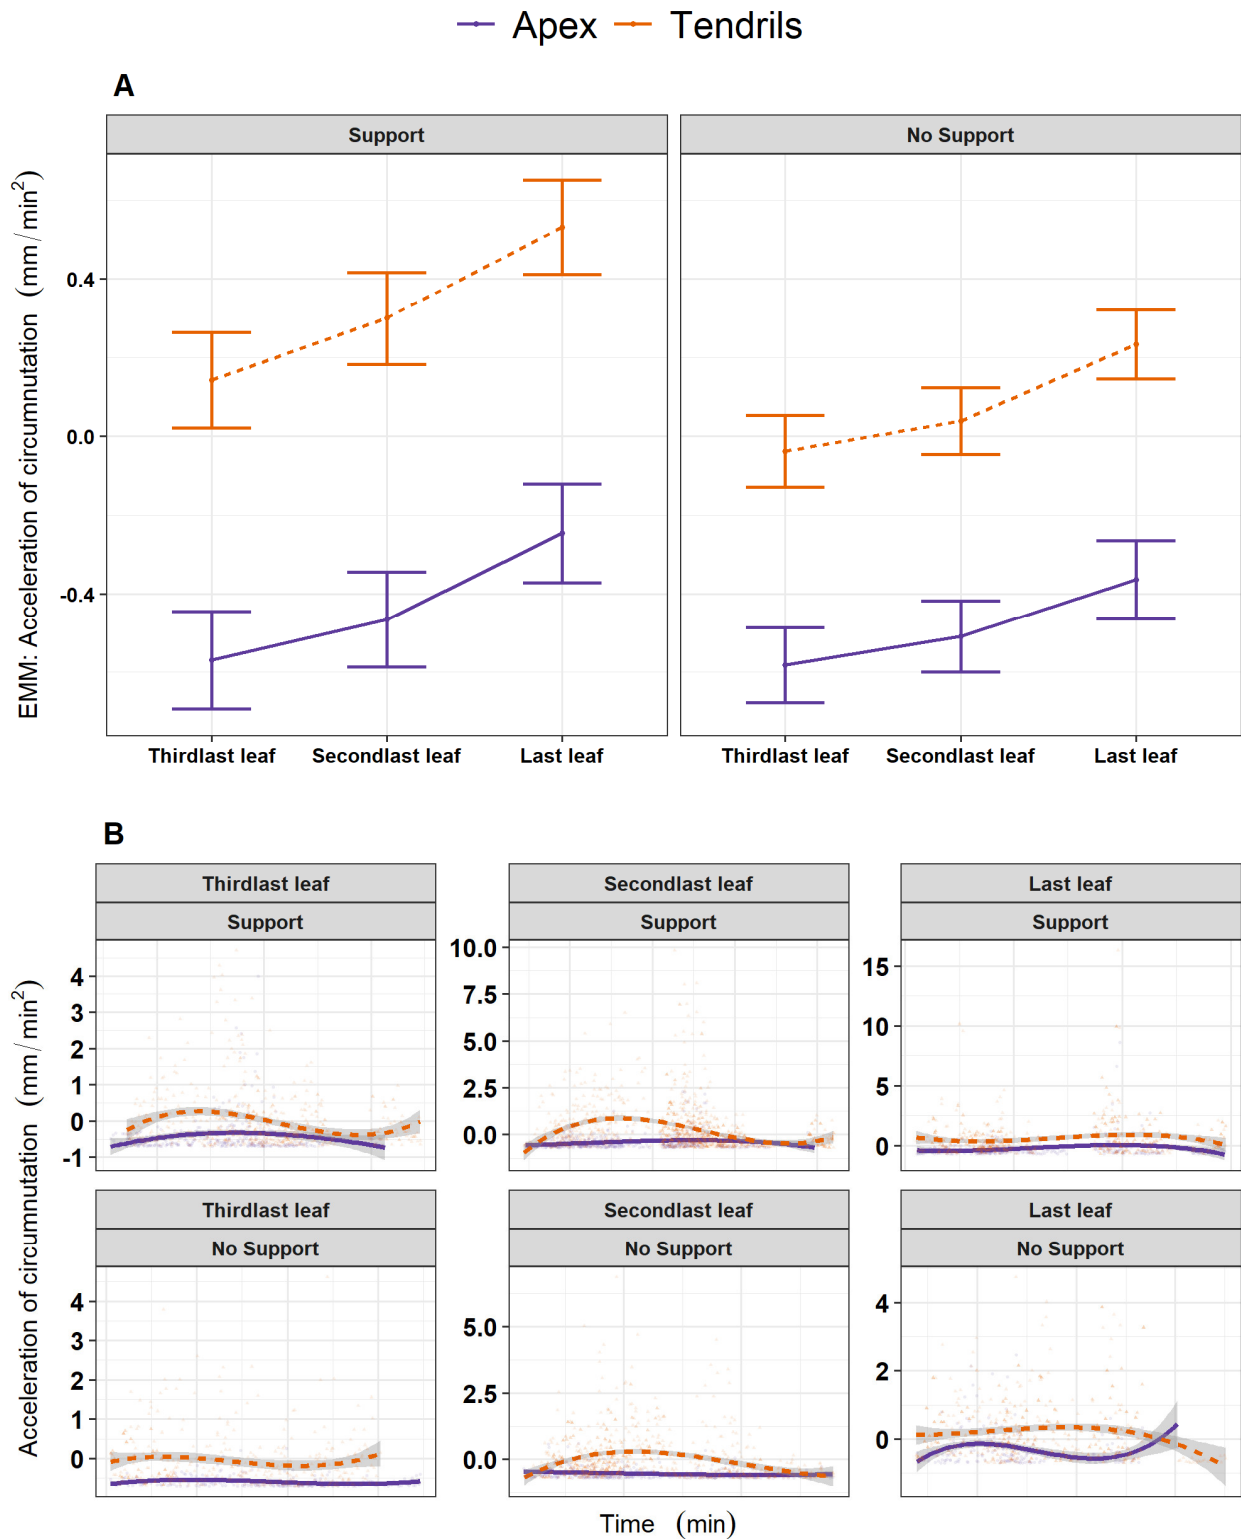 Apex Tendrils
A
Support No Support
EMM: Acceleration of circumnutation (mm/min²)
0.4
0.0
-0.4
Thirdlast leaf Secondlast leaf Last leaf Thirdlast leaf Secondlast leaf Last leaf
B
Acceleration of circumnutation (mm/min²)
Thirdlast leaf Secondlast leaf Last leaf
Support Support Support
4
3
2
1
0
-1
10.0
7.5
5.0
2.5
0.0
15
10
5
0
Thirdlast leaf Secondlast leaf Last leaf
No Support No Support No Support
4
3
2
1
0
5.0
2.5
0.0
4
2
0
Time (min)